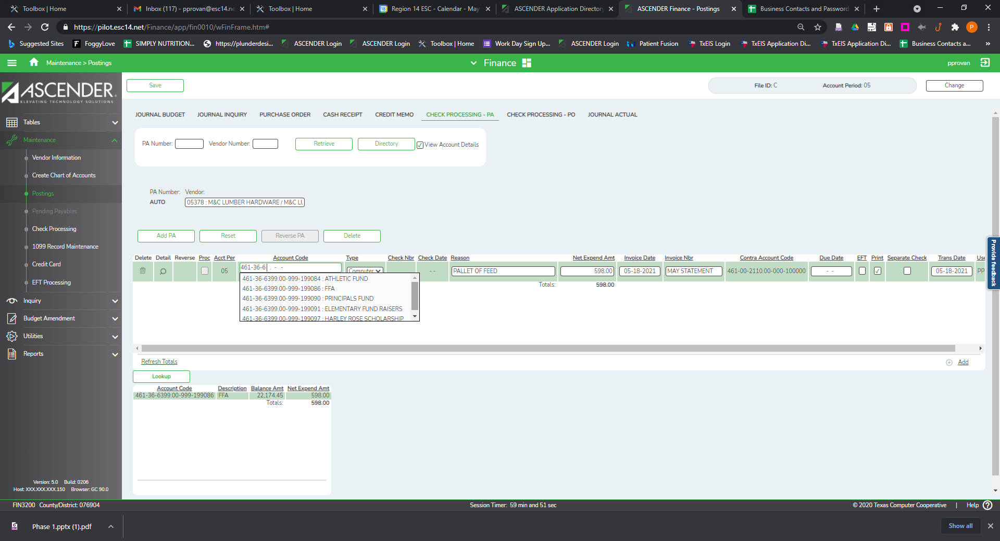 Toolbox | Home
Inbox (117) - pprovan@esc14.ne
Toolbox | Home
Region 14 ESC - Calendar - May
ASCENDER Application Directory
ASCENDER Finance - Postings
Business Contacts and Password
https://pilot.esc14.net/Finance/app/fin0010/wFinFrame.htm#
P
Suggested Sites
FoggyLove
SIMPLY NUTRITION...
https://plunderdesi...
ASCENDER Login
ASCENDER Login
Toolbox | Home
Work Day Sign Up...
ASCENDER Login
Patient Fusion
TxEIS Login
TxEIS Application Di...
TxEIS Application Di...
Business Contacts a...
»
Maintenance > Postings
Finance
pprovan
ASCENDER
ELEVATING TECHNOLOGY SOLUTIONS
Save
File ID: C
Account Period: 05
Change
JOURNAL BUDGET
JOURNAL INQUIRY
PURCHASE ORDER
CASH RECEIPT
CREDIT MEMO
CHECK PROCESSING - PA
CHECK PROCESSING - PO
JOURNAL ACTUAL
Tables
Maintenance
Vendor Information
Create Chart of Accounts
Postings
Pending Payables
Check Processing
1099 Record Maintenance
Credit Card
EFT Processing
Inquiry
Budget Amendment
Utilities
Reports
PA Number:
Vendor Number:
Retrieve
Directory
View Account Details
PA Number: Vendor:
AUTO
05378 : M&C LUMBER HARDWARE / M&C LU
Add PA
Reset
Reverse PA
Delete
Delete Detail Reverse Proc Acct Per Account Code Type Check Nbr Check Date Reason Net Expend Amt Invoice Date Invoice Nbr Contra Account Code Due Date EFT Print Separate Check Trans Date Use
05 461-36-6 . - - Computer - - PALLET OF FEED 598.00 05-18-2021 MAY STATEMENT 461-00-2110.00-000-100000 - - 05-18-2021 PP
Totals: 598.00
461-36-6399.00-999-199084 : ATHLETIC FUND
461-36-6399.00-999-199086 : FFA
461-36-6399.00-999-199090 : PRINCIPALS FUND
461-36-6399.00-999-199091 : ELEMENTARY FUND RAISERS
461-36-6399.00-999-199097 : HARLEY ROSE SCHOLARSHIP
Provide feedback
Refresh Totals
Add
Lookup
Account Code Description Balance Amt Net Expend Amt
461-36-6399.00-999-199086 FFA 22,174.45 598.00
Totals: 598.00
Version: 5.0 Build: 0206
Host: XXX.XXX.XXX.150 Browser: GC 90.0
FIN3200 County/District: 076904
Session Timer: 59 min and 51 sec
© 2020 Texas Computer Cooperative | Help ?
Phase 1.pptx (1).pdf
Show all